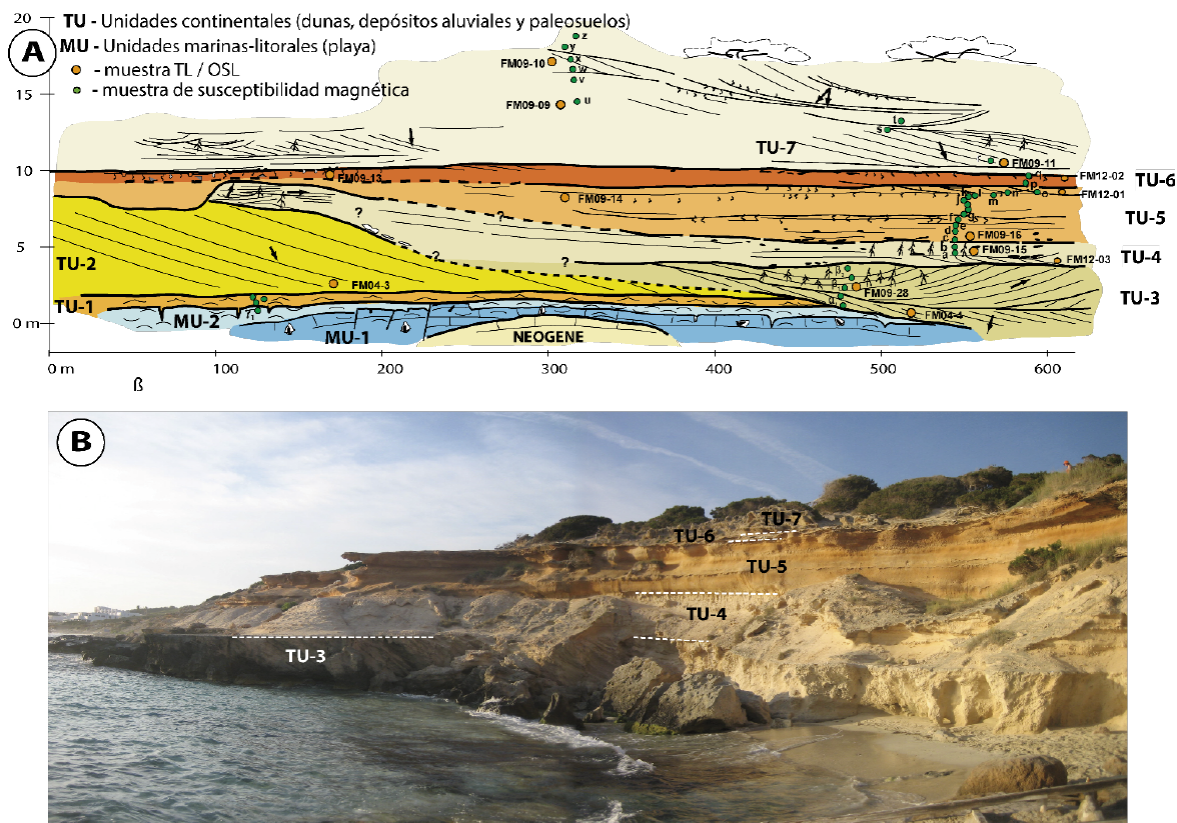 20
TU - Unidades continentales (dunas, depósitos aluviales y paleosuelos)
A
MU - Unidades marinas-litorales (playa)
- muestra TL / OSL
- muestra de susceptibilidad magnética
z
y
FM09-10
x
w
v
15
FM09-09
u
t
s
TU-7
FM09-11
10
FM09-13
q
FM12-02
TU-6
p
FM12-01
FM09-14
l
n
m
j
?
TU-5
g
f
e
d
FM09-16
c
b
FM09-15
a
5
?
?
TU-4
FM12-03
TU-2
FM04-3
FM09-28
TU-3
TU-1
α
FM04-4
0 m
MU-2
MU-1
NEOGENE
0 m
100
200
300
400
500
600
ß
B
TU-7
TU-6
TU-5
TU-4
TU-3